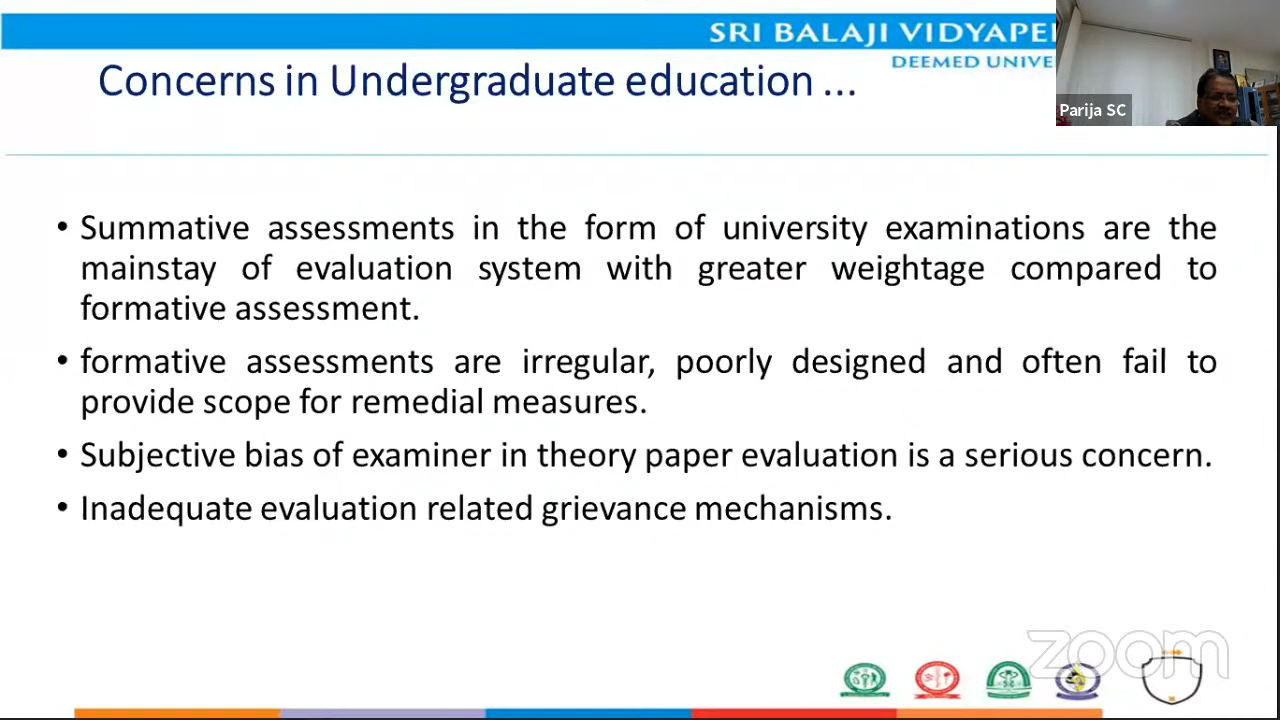 SRI BALAJI VIDYAPE
DEEMED UNIVE
Concerns in Undergraduate education ...
Parija SC
• Summative assessments in the form of university examinations are the
mainstay of evaluation system with greater weightage compared to
formative assessment.
• formative assessments are irregular, poorly designed and often fail to
provide scope for remedial measures.
• Subjective bias of examiner in theory paper evaluation is a serious concern.
• Inadequate evaluation related grievance mechanisms.
zoom